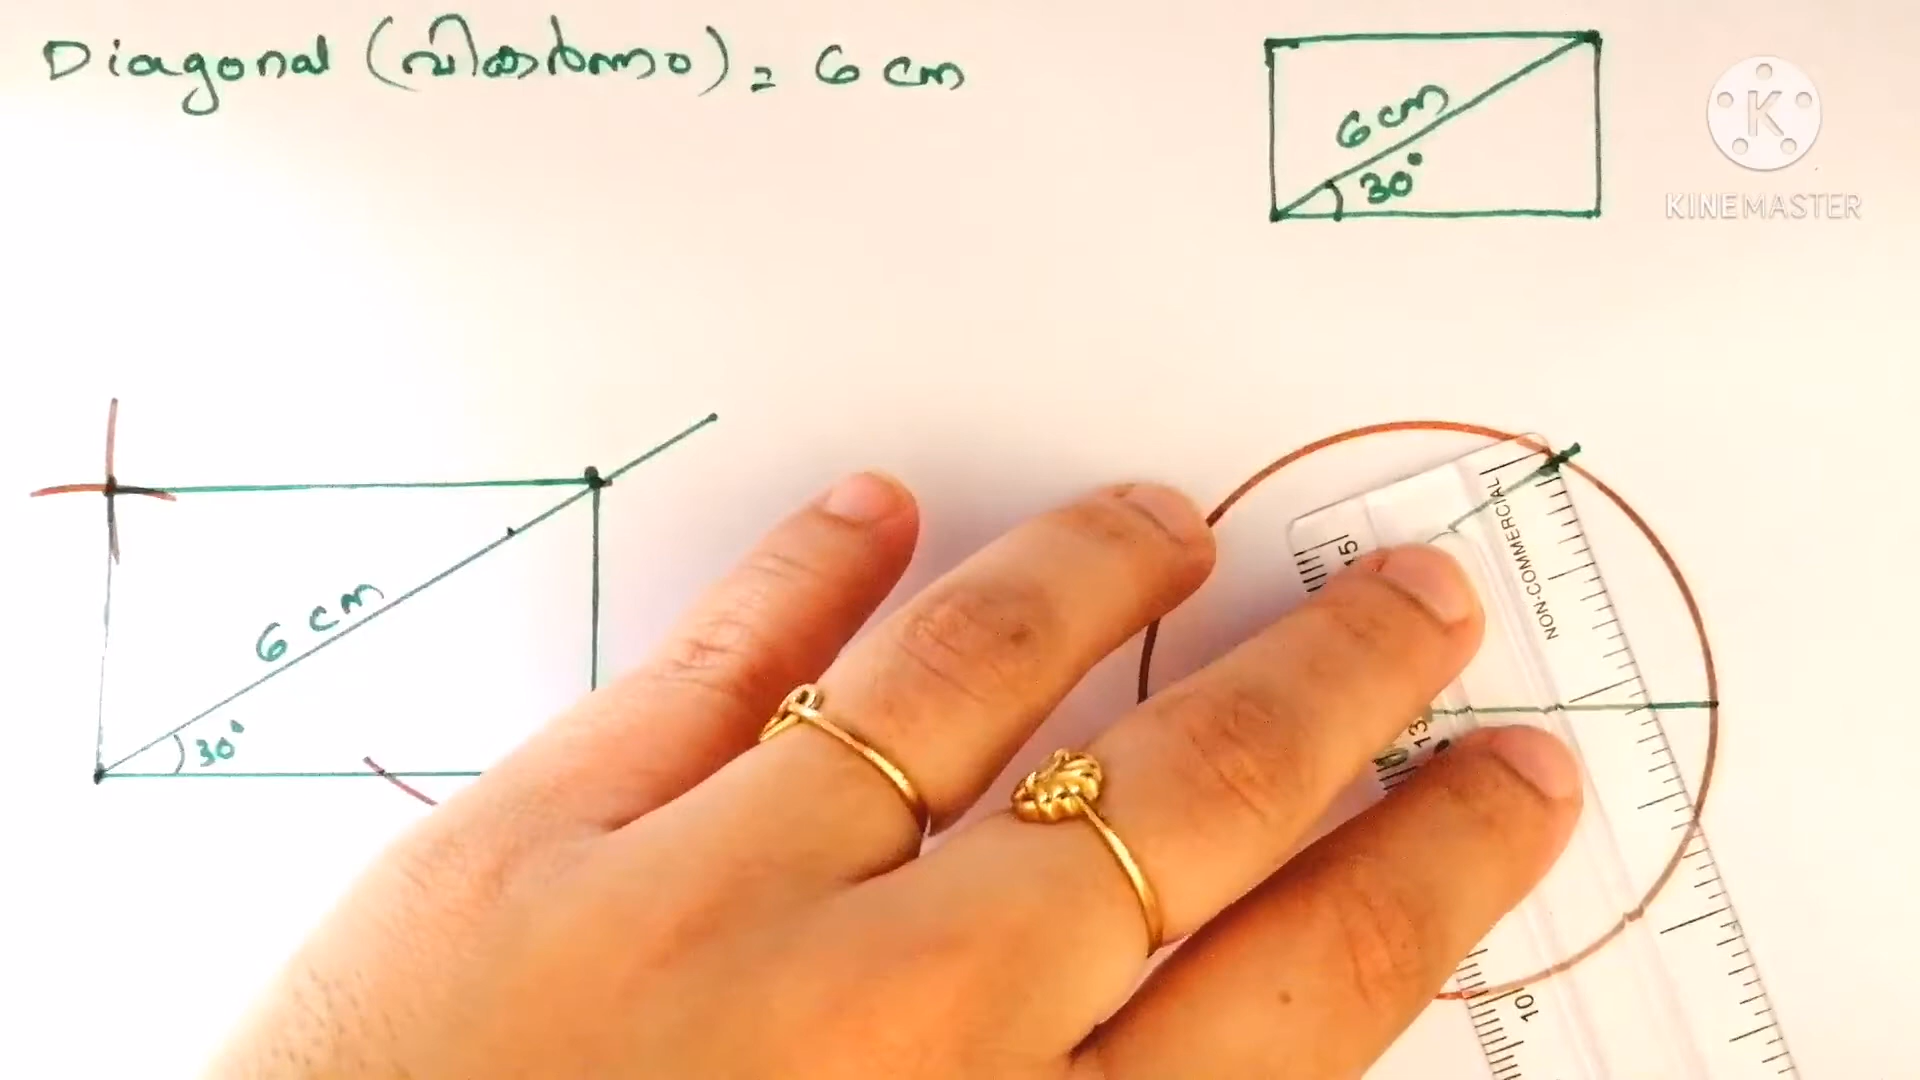 Diagonal (വികർണം) = 6 cm
6 cm
30°
K
KINEMASTER
6 cm
30°
NON-COMMERCIAL
15
13
10